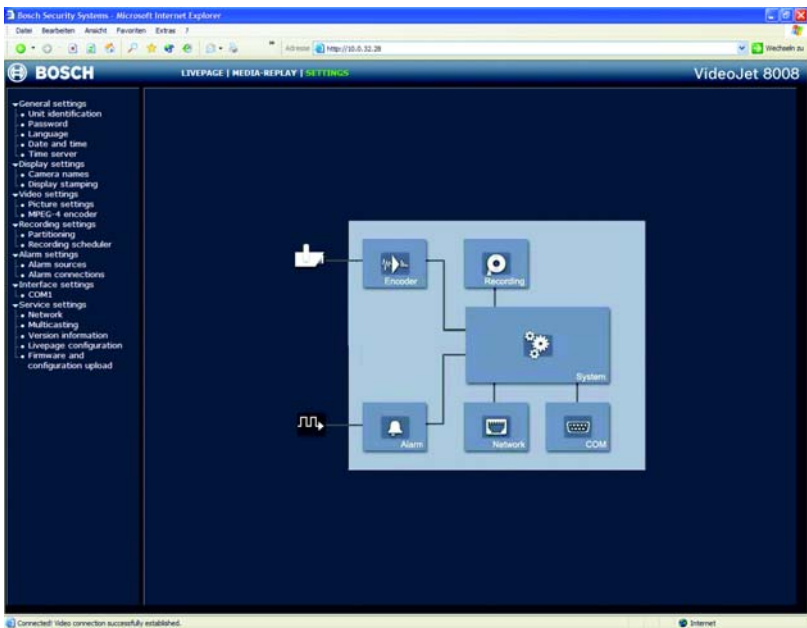 Bosch Security Systems - Microsoft Internet Explorer
Datei Bearbeiten Ansicht Favoriten Extras ?
Adresse http://10.0.32.28 Wechseln zu
BOSCH LIVEPAGE | MEDIA-REPLAY | SETTINGS VideoJet 8008
General settings
Unit identification
Password
Language
Date and time
Time server
Display settings
Camera names
Display stamping
Video settings
Picture settings
MPEG-4 encoder
Recording settings
Partitioning
Recording scheduler
Alarm settings
Alarm sources
Alarm connections
Interface settings
COM1
Service settings
Network
Multicasting
Version information
Livepage configuration
Firmware and
configuration upload
Encoder Recording
System
Alarm Network COM
Connected! Video connection successfully established. Internet